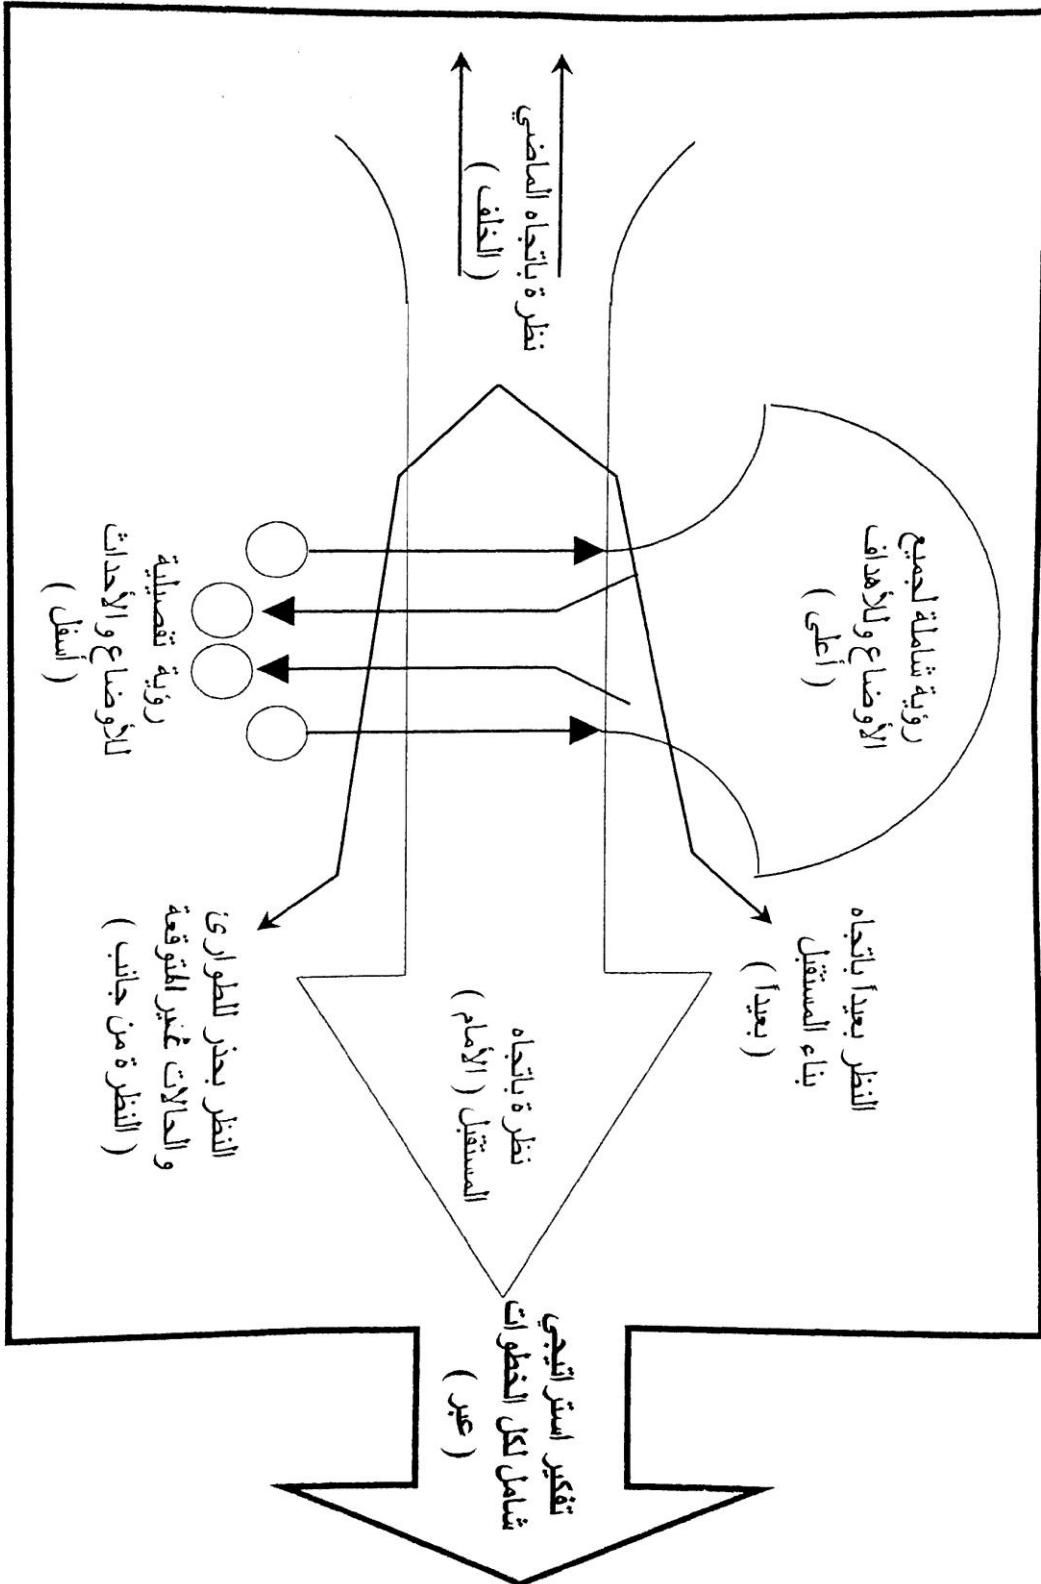 نظرة باتجاه الماضي
( الخلف )
رؤية شاملة لجميع
الأوضاع وللأهداف
( أعلى )
رؤية تفصيلية
للأوضاع والأحداث
( أسفل )
النظر بعيداً باتجاه
بناء المستقبل
( بعيداً )
نظرة باتجاه
المستقبل ( الأمام )
النظر بحذر للطوارئ
والحالات غير المتوقعة
( النظرة من جانب )
تفكير استراتيجي
شامل لكل الخطوات
( عبر )